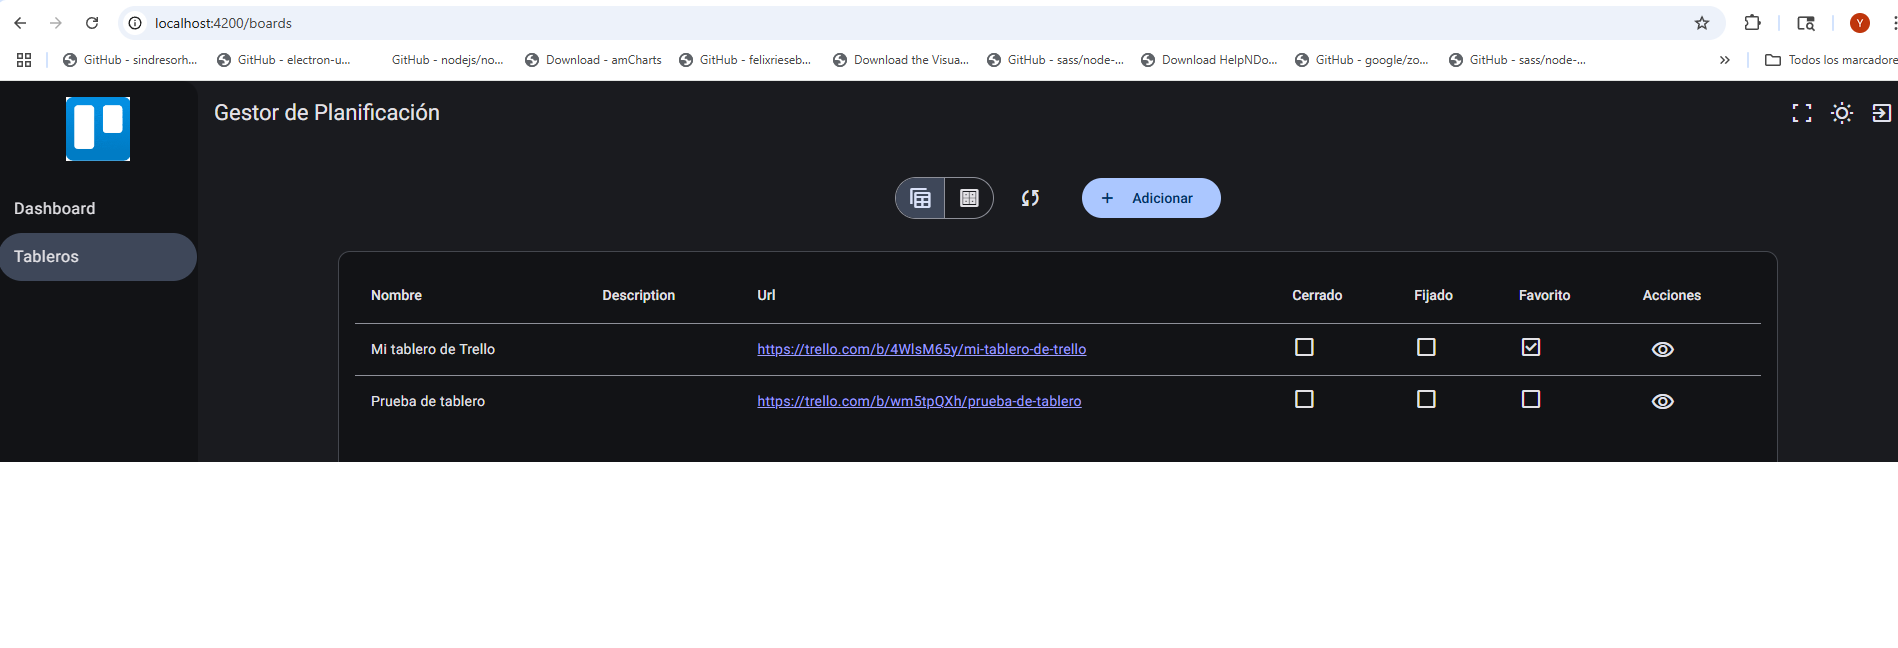 localhost:4200/boards
Y
GitHub - sindresorh...
GitHub - electron-u...
GitHub - nodejs/no...
Download - amCharts
GitHub - felixrieseb...
Download the Visua...
GitHub - sass/node-...
Download HelpNDo...
GitHub - google/zo...
GitHub - sass/node-...
Todos los marcadore
Gestor de Planificación
Dashboard
Tableros
Adicionar
Nombre Description Url Cerrado Fijado Favorito Acciones
Mi tablero de Trello https://trello.com/b/4WlsM65y/mi-tablero-de-trello
Prueba de tablero https://trello.com/b/wm5tpQXh/prueba-de-tablero